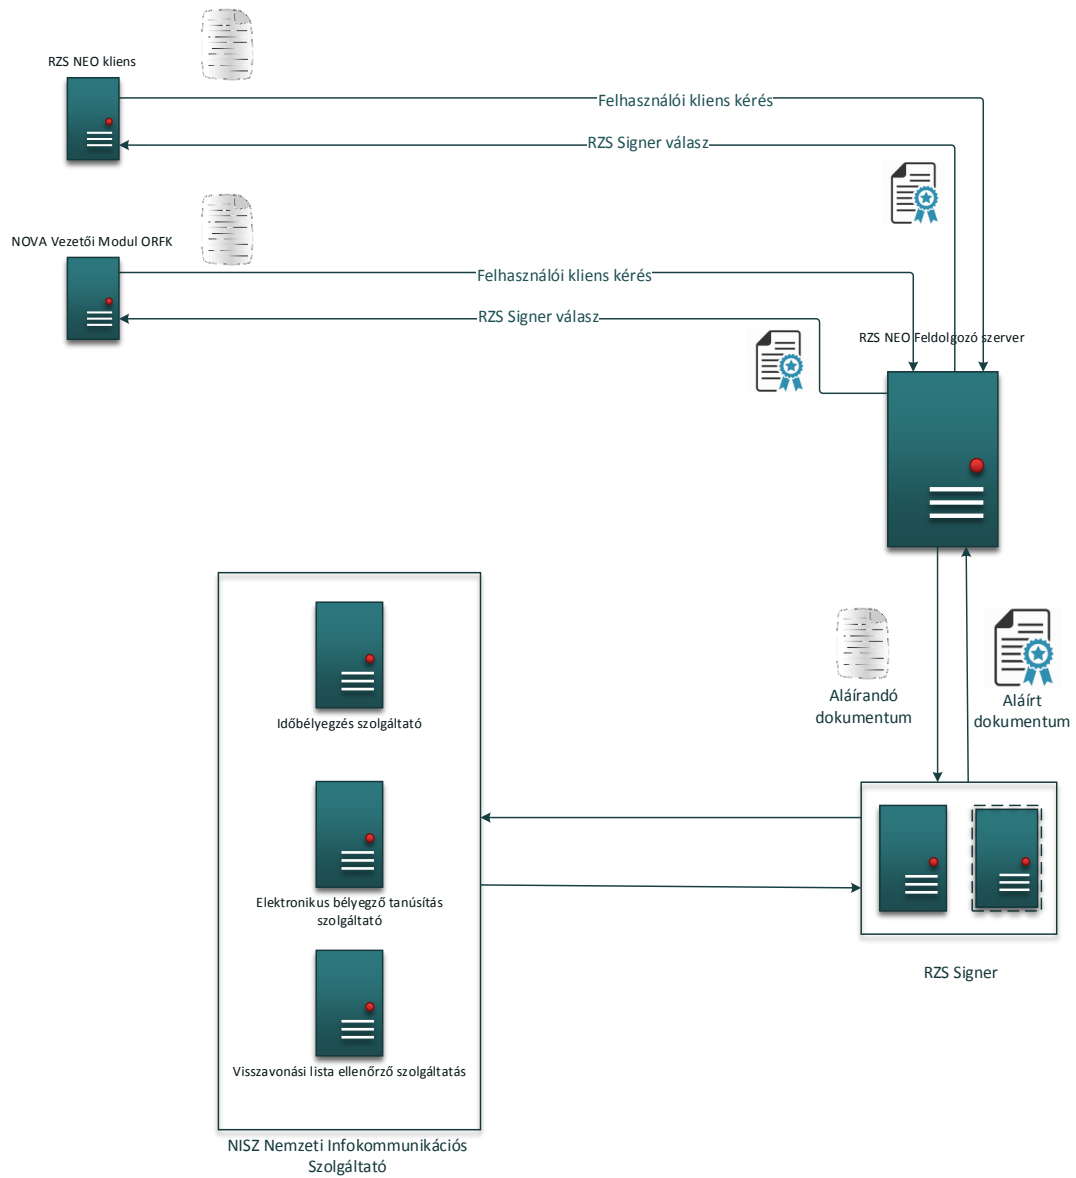 RZS NEO kliens
Felhasználói kliens kérés
RZS Signer válasz
NOVA Vezetői Modul ORFK
Felhasználói kliens kérés
RZS Signer válasz
RZS NEO Feldolgozó szerver
Aláírandó
dokumentum
Aláírt
dokumentum
Időbélyegzés szolgáltató
Elektronikus bélyegző tanúsítás
szolgáltató
RZS Signer
Visszavonási lista ellenőrző szolgáltatás
NISZ Nemzeti Infokommunikációs
Szolgáltató